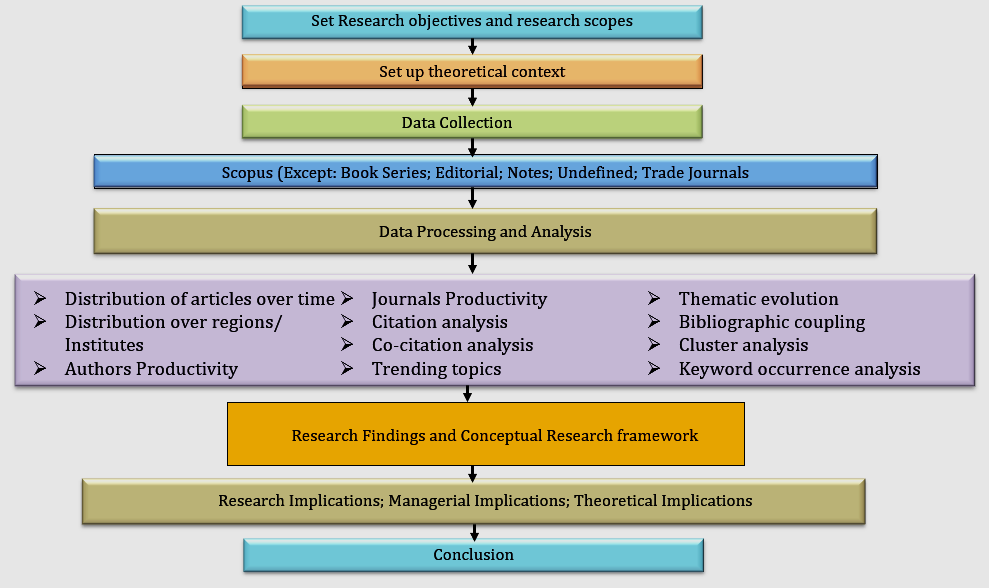 Set Research objectives and research scopes
Set up theoretical context
Data Collection
Scopus (Except: Book Series; Editorial; Notes; Undefined; Trade Journals
Data Processing and Analysis
Distribution of articles over time
Distribution over regions/
Institutes
Authors Productivity
Journals Productivity
Citation analysis
Co-citation analysis
Trending topics
Thematic evolution
Bibliographic coupling
Cluster analysis
Keyword occurrence analysis
Research Findings and Conceptual Research framework
Research Implications; Managerial Implications; Theoretical Implications
Conclusion